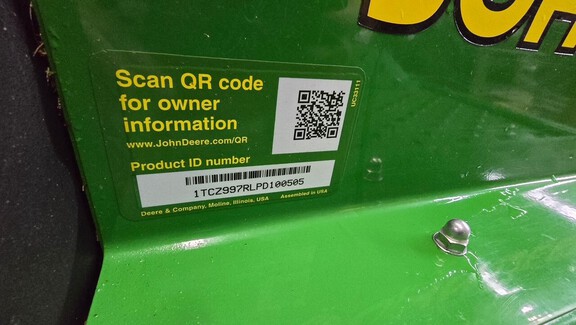 Scan QR code
for owner
information
www.JohnDeere.com/QR
UC33711
Product ID number
1TCZ997RLPD100505
Deere & Company, Moline, Illinois, USA Assembled in USA